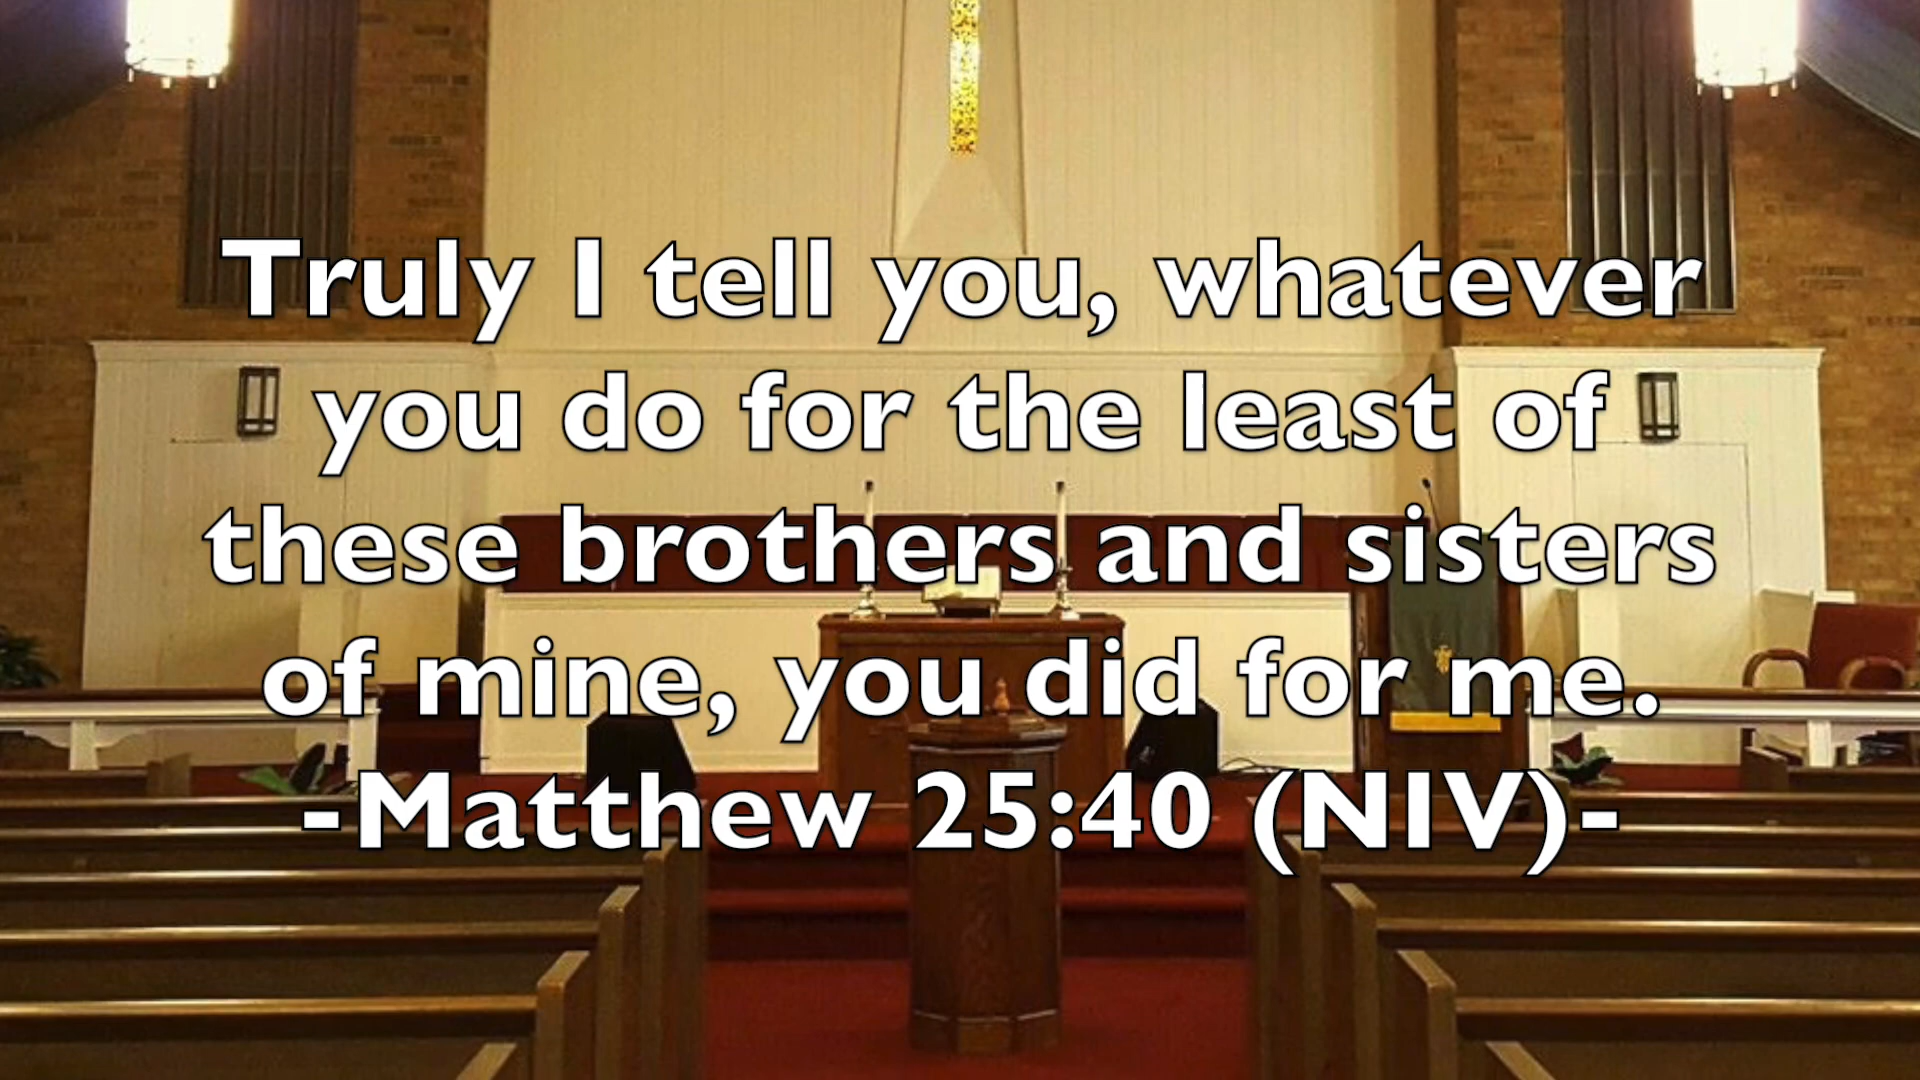 Truly I tell you, whatever
you do for the least of
these brothers and sisters
of mine, you did for me.
-Matthew 25:40 (NIV)-